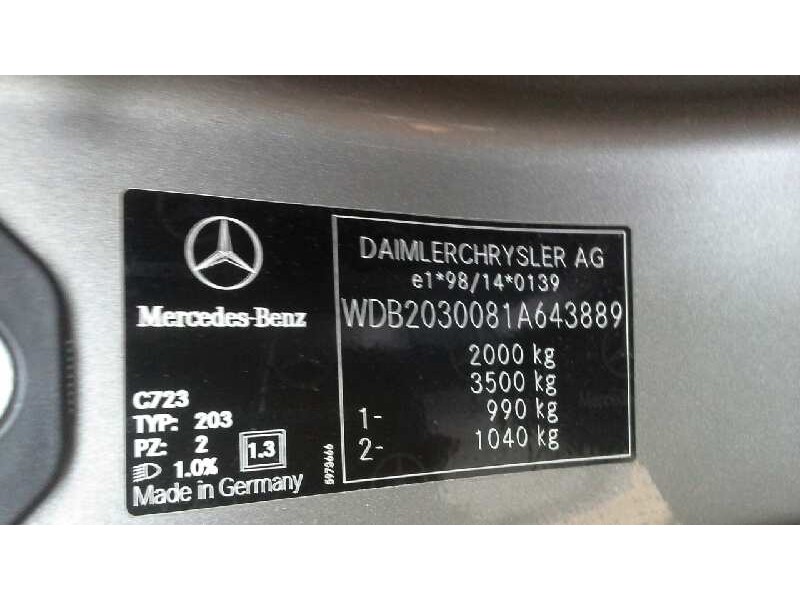 Mercedes-Benz
C723
TYP: 203
PZ: 2
1.3
1.0%
Made in Germany
5973666
DAIMLERCHRYSLER AG
e1*98/14*0139
WDB2030081A643889
2000 kg
3500 kg
1- 990 kg
2- 1040 kg